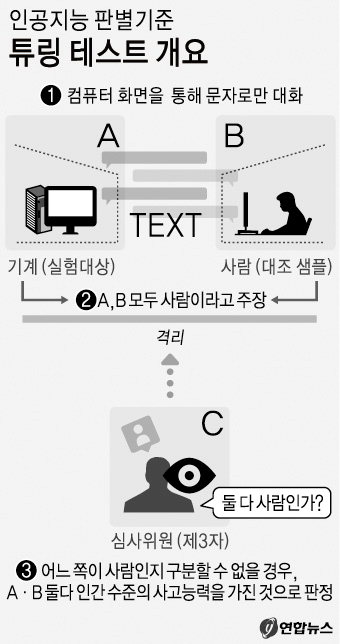 인공지능 판별기준
튜링 테스트 개요
❶ 컴퓨터 화면을 통해 문자로만 대화
A
B
TEXT
기계 (실험대상)
사람 (대조 샘플)
❷ A,B 모두 사람이라고 주장
격리
C
둘 다 사람인가?
심사위원 (제3자)
❸ 어느 쪽이 사람인지 구분할 수 없을 경우,
A · B 둘다 인간 수준의 사고능력을 가진 것으로 판정
연합뉴스